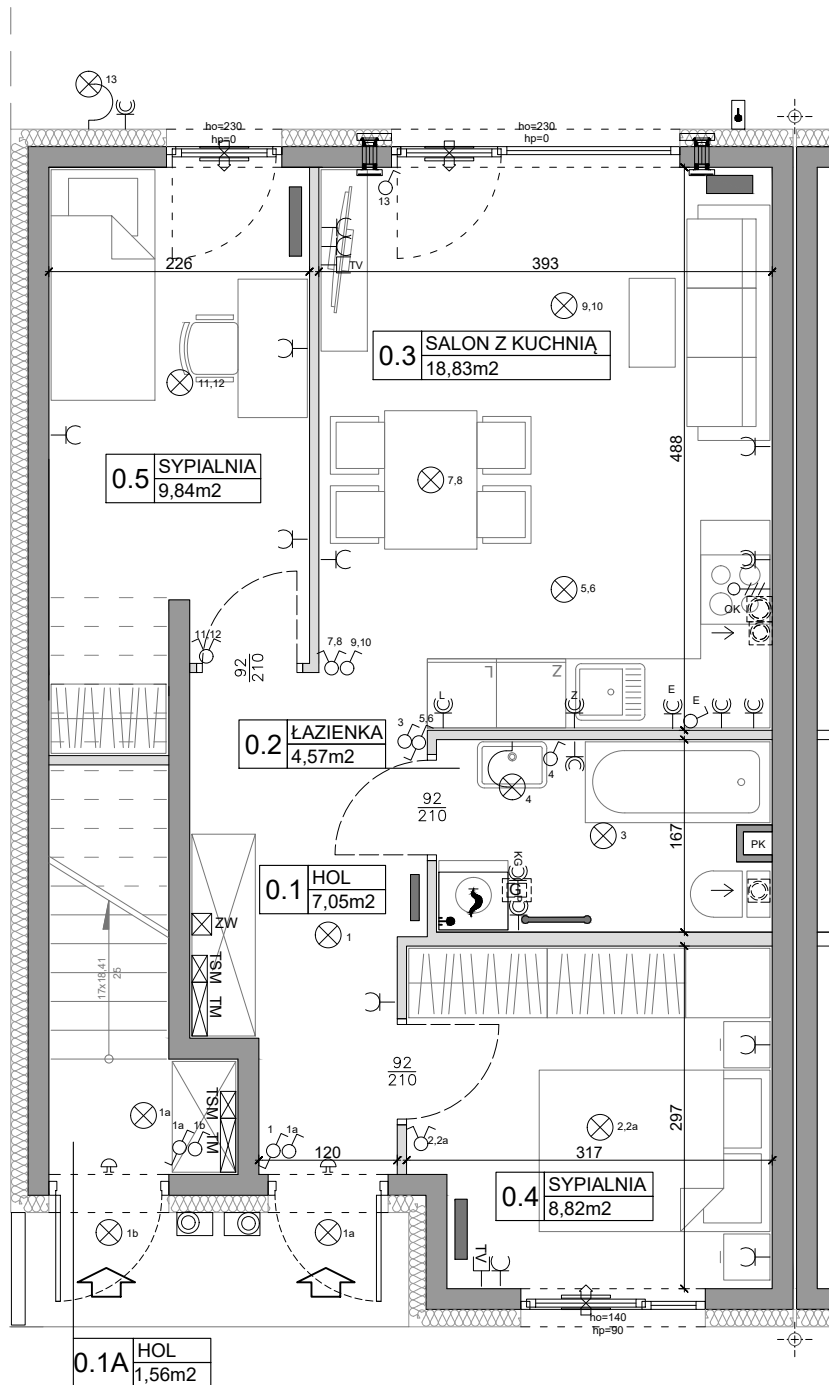 13
ho=230
hp=0
ho=230
hp=0
13
226
393
TV
9,10
0.3
SALON Z KUCHNIĄ
18,83m2
11,12
488
0.5
SYPIALNIA
9,84m2
7,8
5,6
OK
11,12
92
210
7,8
9,10
L
Z
L
Z
E
E
0.2
ŁAZIENKA
4,57m2
3
5,6
4
4
92
210
3
167
PK
0.1
HOL
7,05m2
KG
G
P
ZW
1
TSM
TM
17x18,41
25
92
210
TSM
TM
1a
1a
1b
1
1a
2,2a
2,2a
297
120
317
0.4
SYPIALNIA
8,82m2
1b
1a
TV
ho=140
hp=90
0.1A
HOL
1,56m2